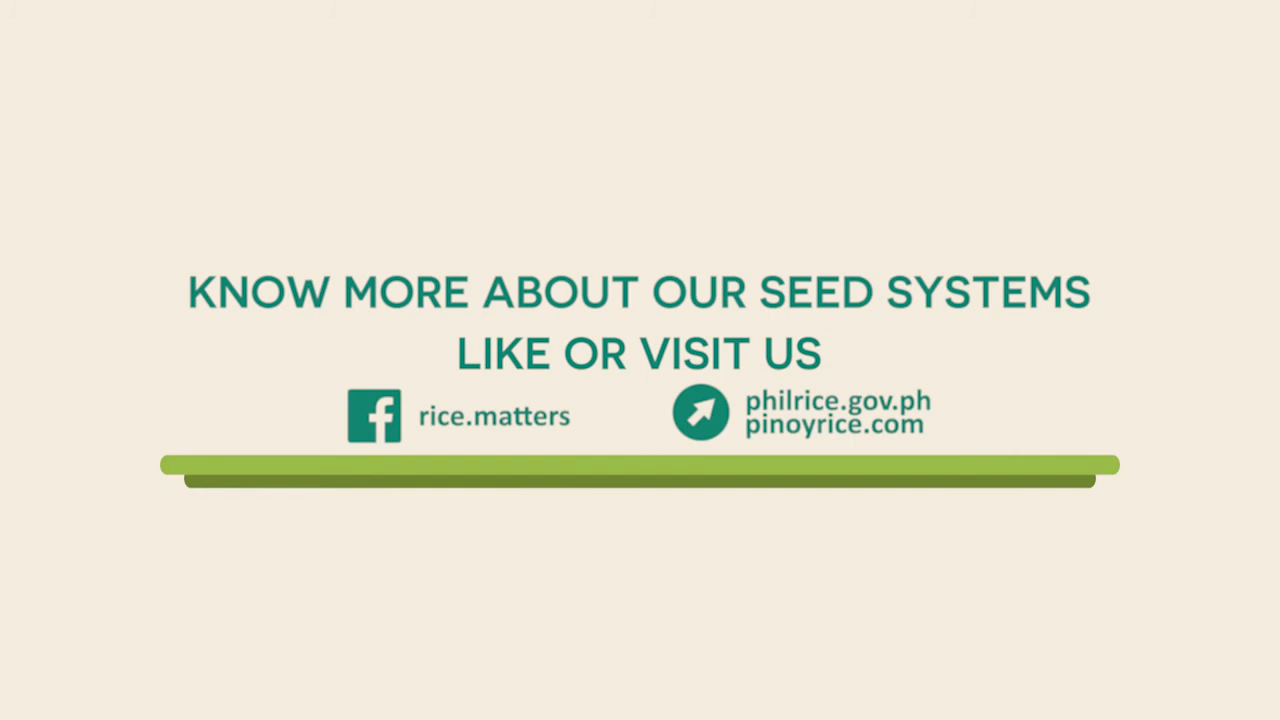 KNOW MORE ABOUT OUR SEED SYSTEMS
LIKE OR VISIT US
rice.matters
philrice.gov.ph
pinoyrice.com